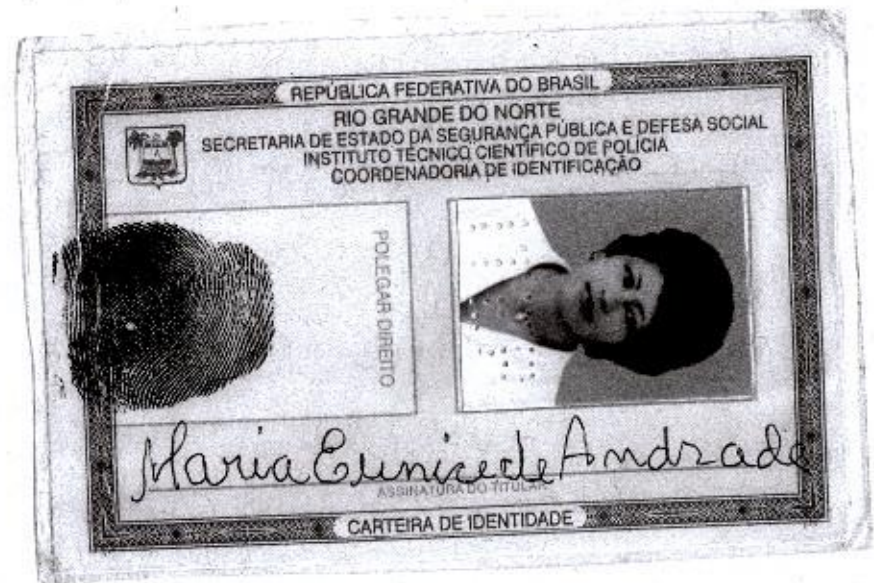 REPÚBLICA FEDERATIVA DO BRASIL
RIO GRANDE DO NORTE
SECRETARIA DE ESTADO DA SEGURANÇA PÚBLICA E DEFESA SOCIAL
INSTITUTO TÉCNICO CIENTÍFICO DE POLÍCIA
COORDENADORIA DE IDENTIFICAÇÃO
POLEGAR DIREITO
Maria Eunice de Andrade
ASSINATURA DO TITULAR
CARTEIRA DE IDENTIDADE